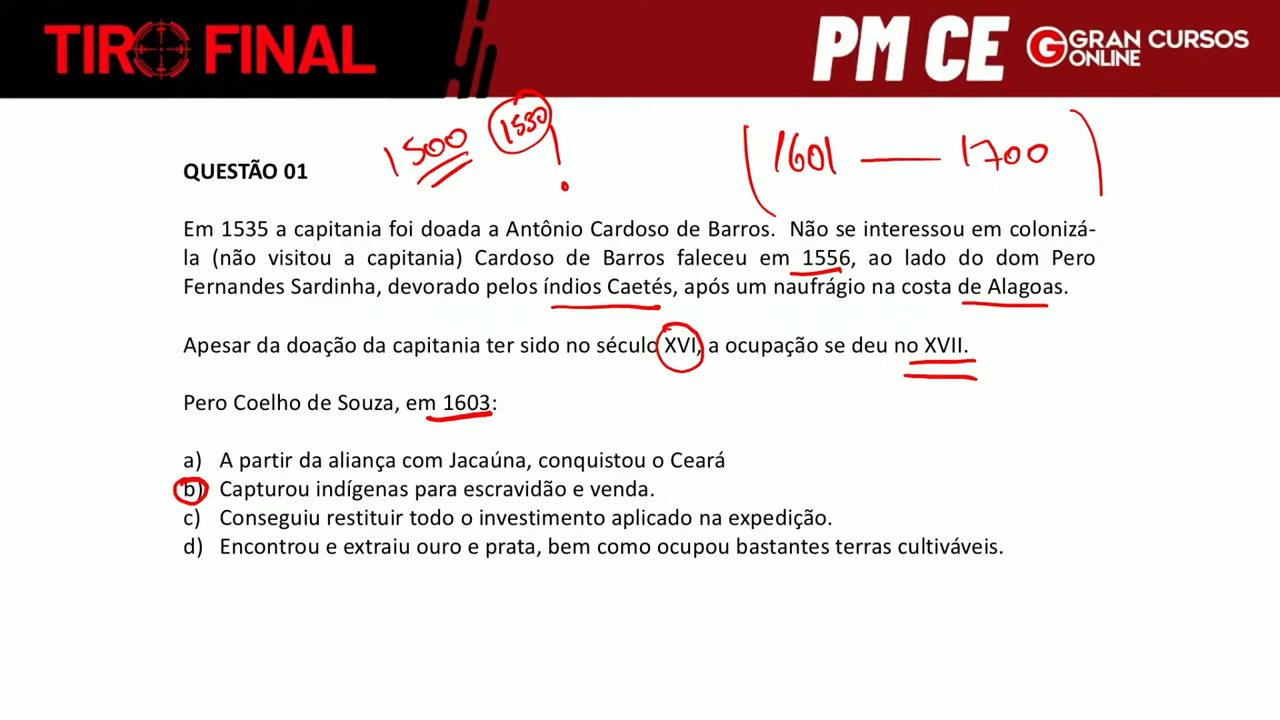 TIRO FINAL
PM CE
GRAN CURSOS
ONLINE
1500
1530
1601 — 1700
QUESTÃO 01
Em 1535 a capitania foi doada a Antônio Cardoso de Barros. Não se interessou em colonizá-
la (não visitou a capitania) Cardoso de Barros faleceu em 1556, ao lado do dom Pero
Fernandes Sardinha, devorado pelos índios Caetés, após um naufrágio na costa de Alagoas.
Apesar da doação da capitania ter sido no século XVI, a ocupação se deu no XVII.
Pero Coelho de Souza, em 1603:
a) A partir da aliança com Jacaúna, conquistou o Ceará
b) Capturou indígenas para escravidão e venda.
c) Conseguiu restituir todo o investimento aplicado na expedição.
d) Encontrou e extraiu ouro e prata, bem como ocupou bastantes terras cultiváveis.